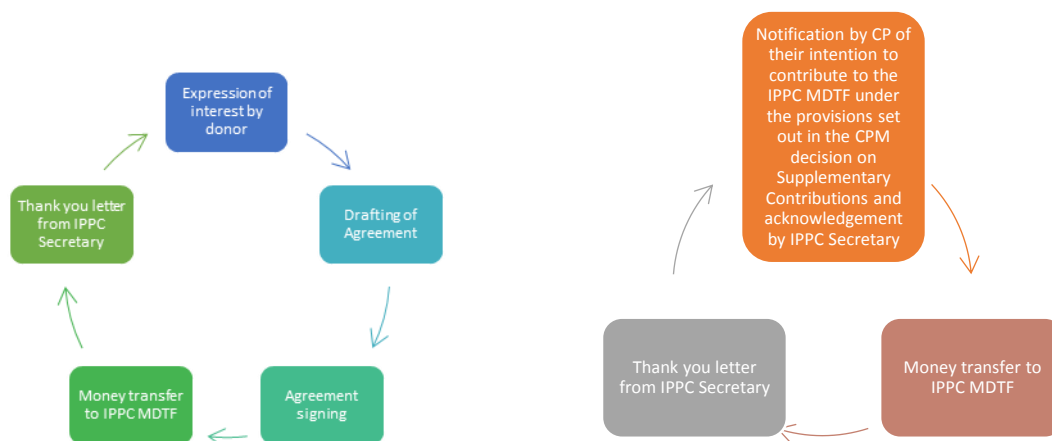 Expression of
interest by
donor
Drafting of
Agreement
Agreement
signing
Money transfer
to IPPC MDTF
Thank you letter
from IPPC
Secretary
Notification by CP of
their intention to
contribute to the
IPPC MDTF under
the provisions set
out in the CPM
decision on
Supplementary
Contributions and
acknowledgement
by IPPC Secretary
Money transfer to
IPPC MDTF
Thank you letter
from IPPC Secretary